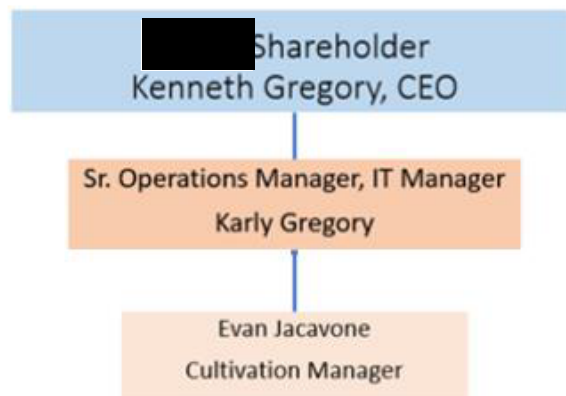 Shareholder
Kenneth Gregory, CEO
Sr. Operations Manager, IT Manager
Karly Gregory
Evan Jacavone
Cultivation Manager